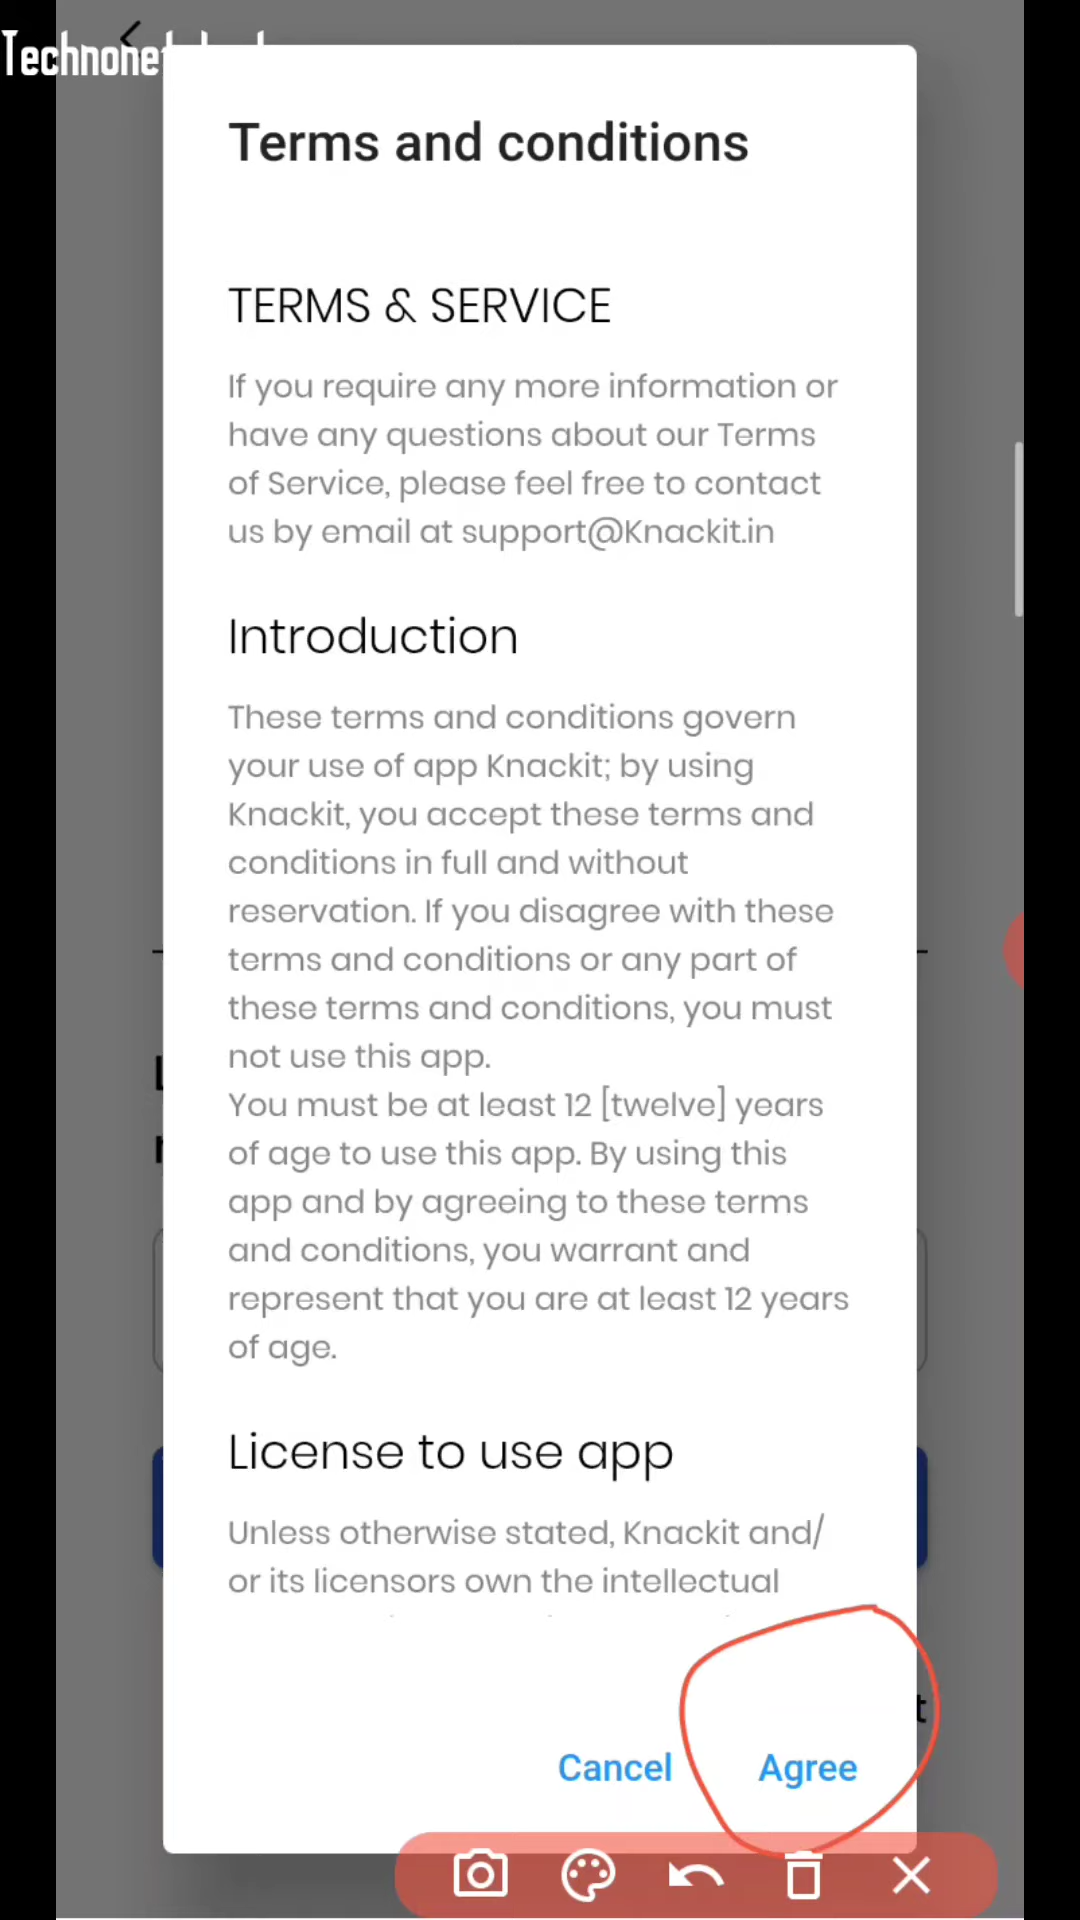 Terms and conditions
TERMS & SERVICE
If you require any more information or
have any questions about our Terms
of Service, please feel free to contact
us by email at support@Knackit.in
Introduction
These terms and conditions govern
your use of app Knackit; by using
Knackit, you accept these terms and
conditions in full and without
reservation. If you disagree with these
terms and conditions or any part of
these terms and conditions, you must
not use this app.
You must be at least 12 [twelve] years
of age to use this app. By using this
app and by agreeing to these terms
and conditions, you warrant and
represent that you are at least 12 years
of age.
License to use app
Unless otherwise stated, Knackit and/
or its licensors own the intellectual
Cancel Agree